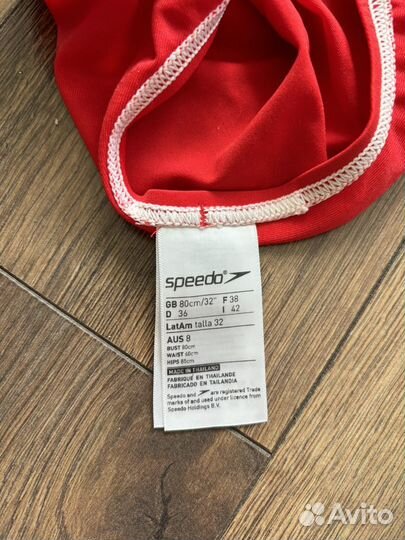 speedo
GB 80cm/32" F 38
D 36 I 42
LatAm talla 32
AUS 8
BUST 80cm
WAIST 60cm
HIPS 85cm
MADE IN THAILAND
FABRIQUÉ EN THAÏLANDE
FABRICADO EN TAILANDIA
Speedo and are registered Trade
marks of and used under licence from
Speedo Holdings B.V.
Avito